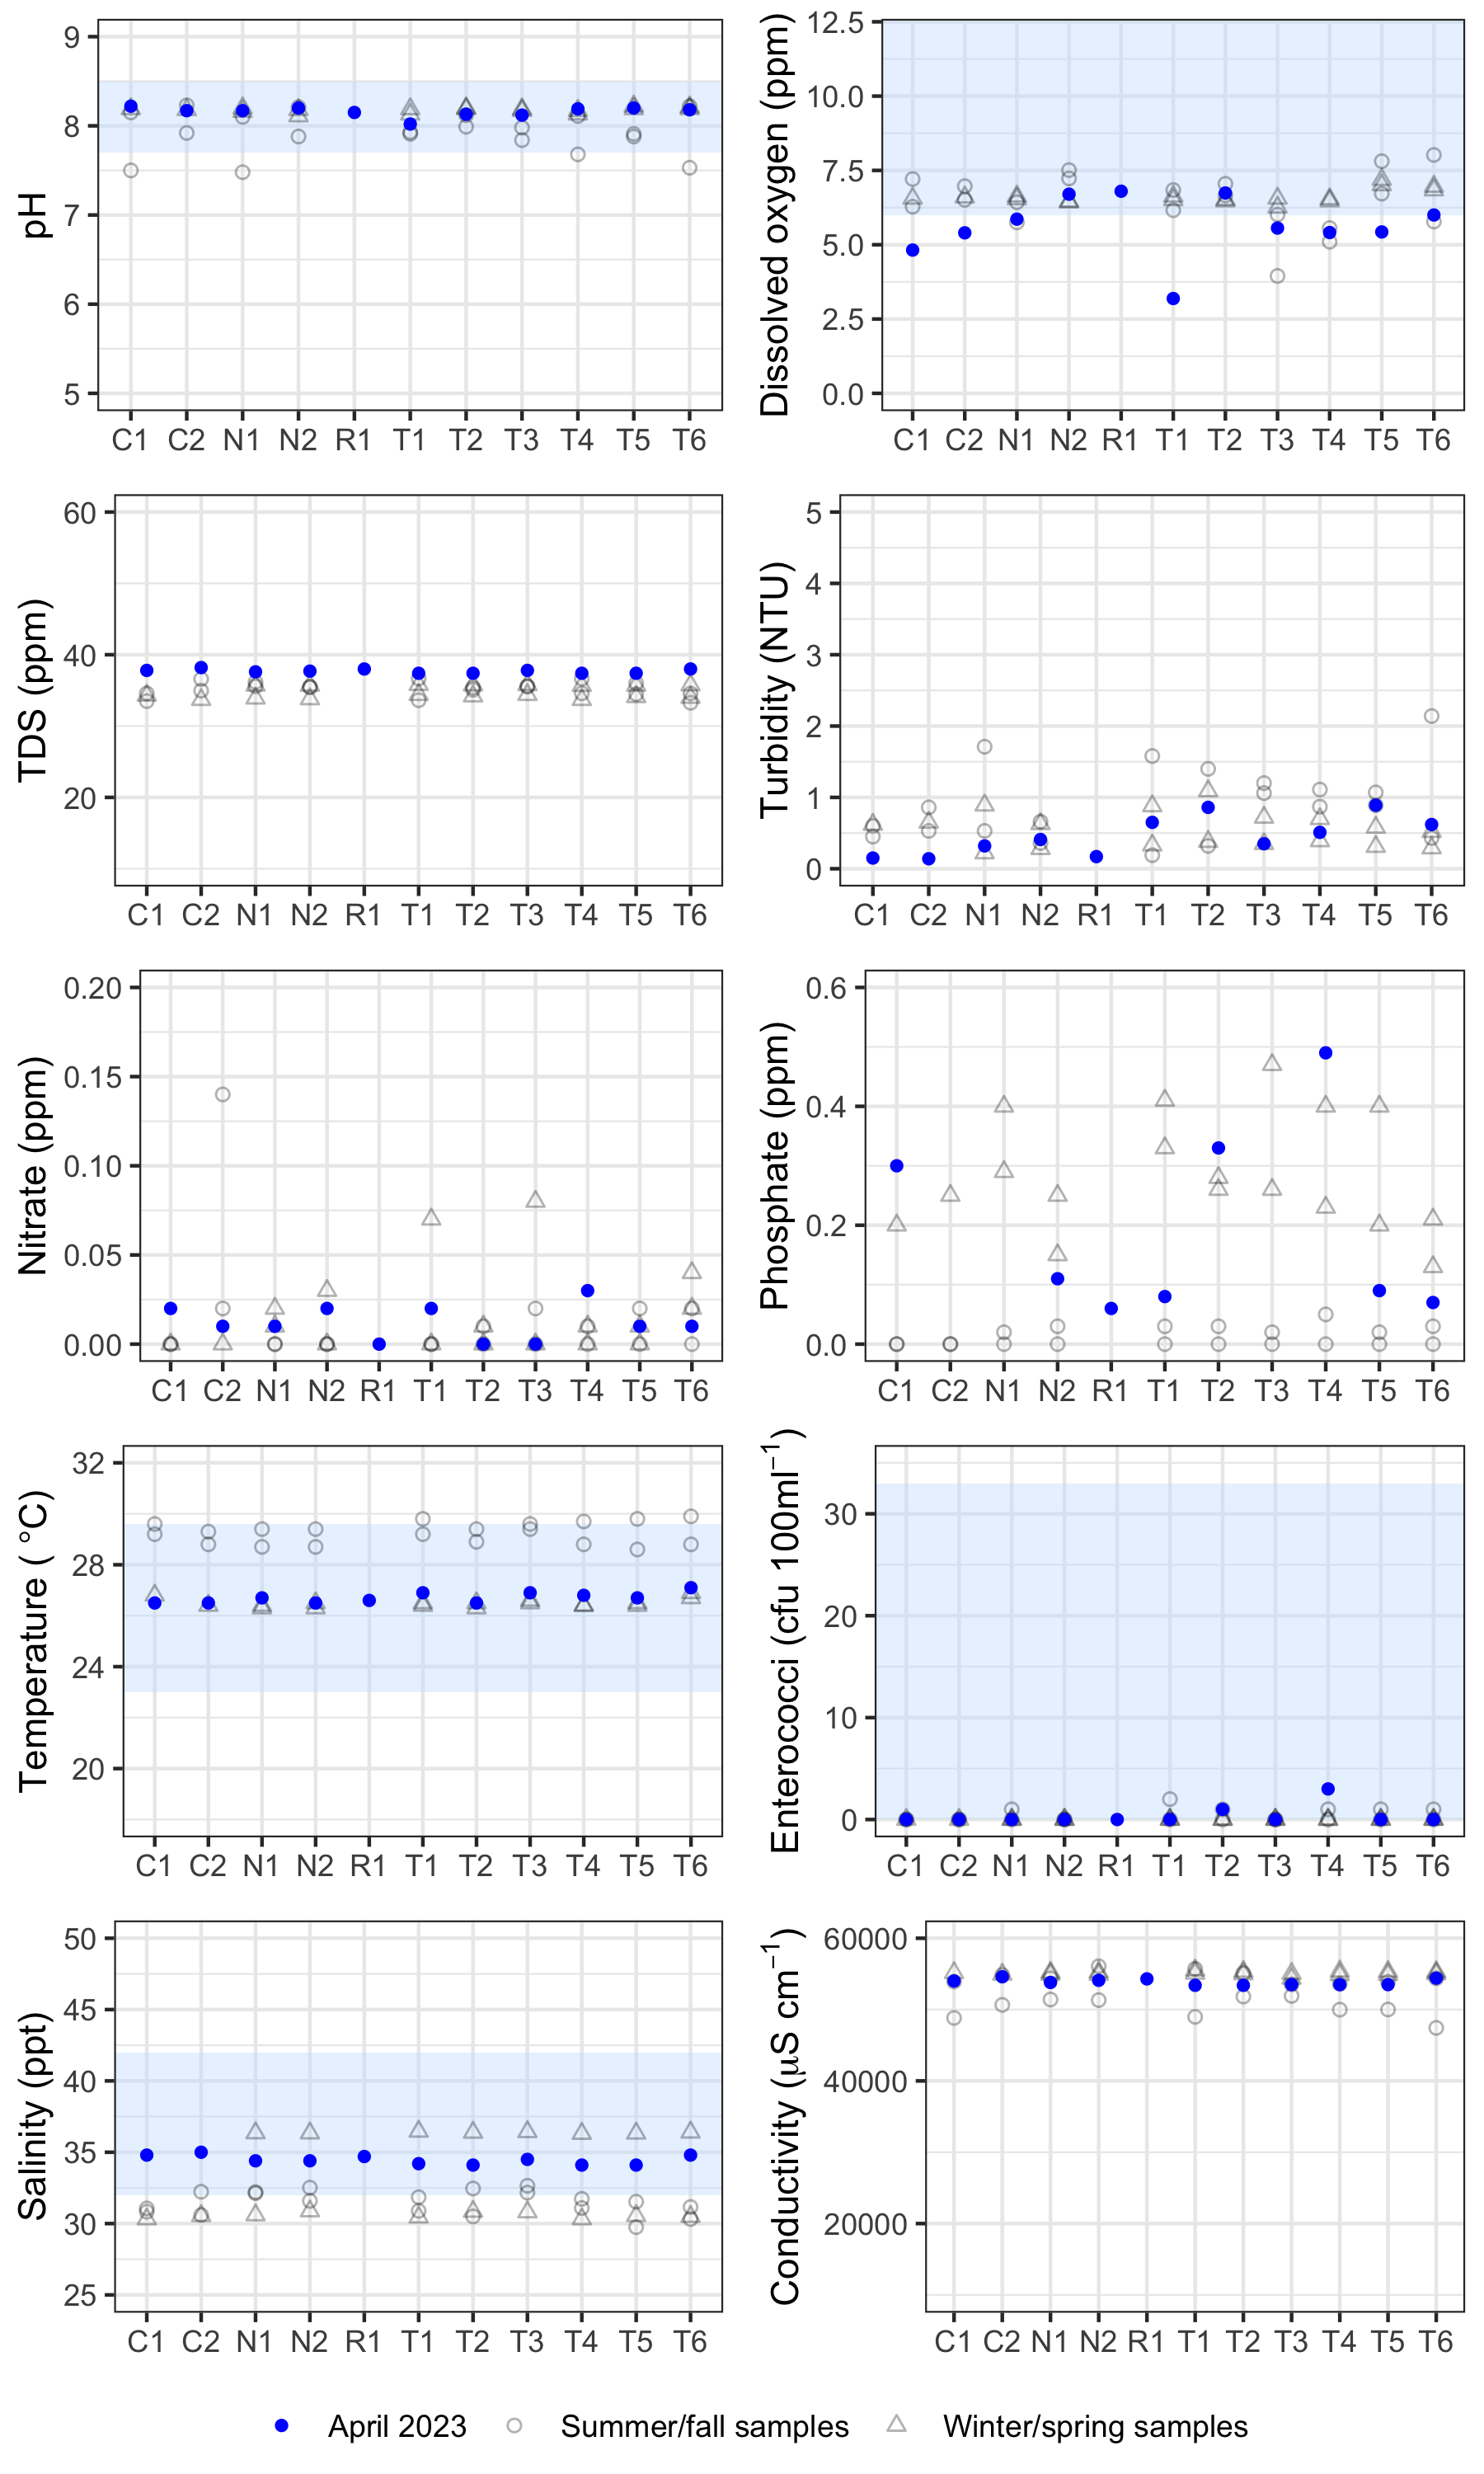 pH
9
8
7
6
5
C1 C2 N1 N2 R1 T1 T2 T3 T4 T5 T6
Dissolved oxygen (ppm)
12.5
10.0
7.5
5.0
2.5
0.0
C1 C2 N1 N2 R1 T1 T2 T3 T4 T5 T6
TDS (ppm)
60
40
20
C1 C2 N1 N2 R1 T1 T2 T3 T4 T5 T6
Turbidity (NTU)
5
4
3
2
1
0
C1 C2 N1 N2 R1 T1 T2 T3 T4 T5 T6
Nitrate (ppm)
0.20
0.15
0.10
0.05
0.00
C1 C2 N1 N2 R1 T1 T2 T3 T4 T5 T6
Phosphate (ppm)
0.6
0.4
0.2
0.0
C1 C2 N1 N2 R1 T1 T2 T3 T4 T5 T6
Temperature ( °C)
32
28
24
20
C1 C2 N1 N2 R1 T1 T2 T3 T4 T5 T6
Enterococci (cfu 100ml⁻¹)
30
20
10
0
C1 C2 N1 N2 R1 T1 T2 T3 T4 T5 T6
Salinity (ppt)
50
45
40
35
30
25
C1 C2 N1 N2 R1 T1 T2 T3 T4 T5 T6
Conductivity (μS cm⁻¹)
60000
40000
20000
C1 C2 N1 N2 R1 T1 T2 T3 T4 T5 T6
April 2023 Summer/fall samples Winter/spring samples